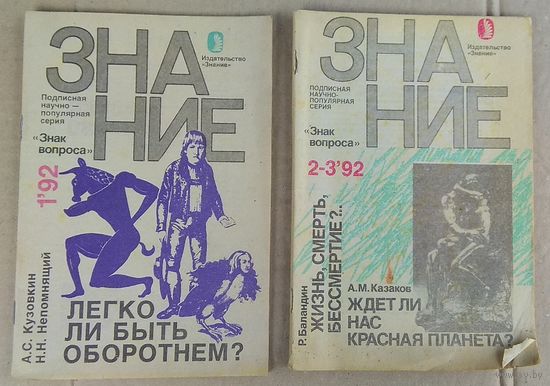 ЗНА
НИЕ
Издательство
«Знание»
Подписная
научно —
популярная
серия
«Знак
вопроса»
1'92
А.С. Кузовкин
Н.Н. Непомнящий
ЛЕГКО
ЛИ БЫТЬ
ОБОРОТНЕМ?
ЗНА
НИЕ
Издательство
«Знание»
ПОДПИСНАЯ
НАУЧНО-
ПОПУЛЯРНАЯ
СЕРИЯ
«Знак
вопроса»
2-3'92
Р. Баландин
ЖИЗНЬ, СМЕРТЬ,
БЕССМЕРТИЕ?..
А.М. Казаков
ЖДЕТ ЛИ
НАС
КРАСНАЯ ПЛАНЕТА?